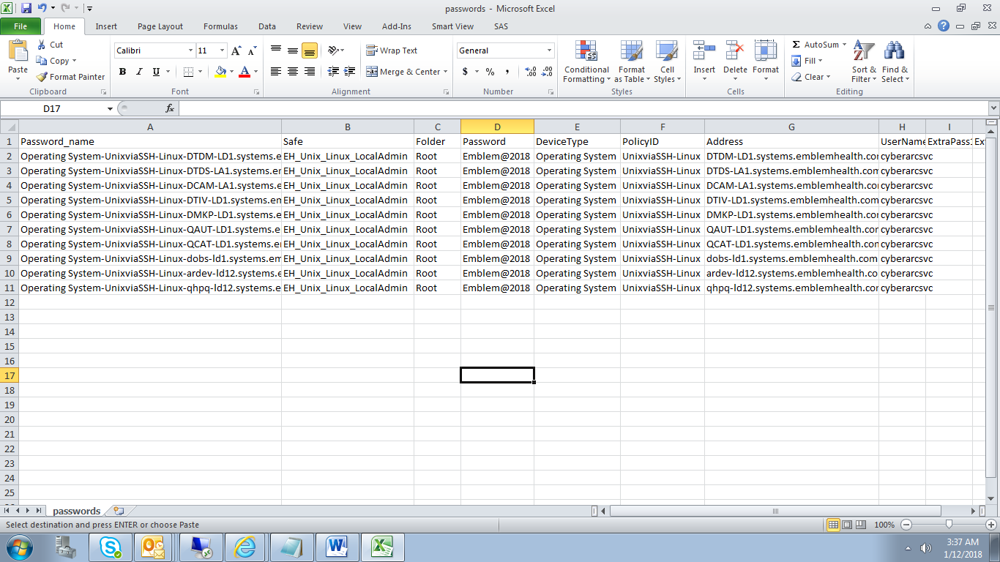 passwords - Microsoft Excel
File Home Insert Page Layout Formulas Data Review View Add-Ins Smart View SAS
Paste Cut Copy Format Painter Clipboard
Calibri 11 B I U Font
Wrap Text Merge & Center Alignment
General $ % , Number
Conditional Formatting Format as Table Cell Styles Styles
Insert Delete Format Cells
AutoSum Fill Clear Sort & Filter Find & Select Editing
D17 fx
A B C D E F G H I
1 Password_name Safe Folder Password DeviceType PolicyID Address UserName ExtraPass1 Ex
2 Operating System-UnixviaSSH-Linux-DTDM-LD1.systems.e EH_Unix_Linux_LocalAdmin Root Emblem@2018 Operating System UnixviaSSH-Linux DTDM-LD1.systems.emblemhealth.com cyberarcsvc
3 Operating System-UnixviaSSH-Linux-DTDS-LA1.systems.en EH_Unix_Linux_LocalAdmin Root Emblem@2018 Operating System UnixviaSSH-Linux DTDS-LA1.systems.emblemhealth.com cyberarcsvc
4 Operating System-UnixviaSSH-Linux-DCAM-LA1.systems.e EH_Unix_Linux_LocalAdmin Root Emblem@2018 Operating System UnixviaSSH-Linux DCAM-LA1.systems.emblemhealth.com cyberarcsvc
5 Operating System-UnixviaSSH-Linux-DTIV-LD1.systems.en EH_Unix_Linux_LocalAdmin Root Emblem@2018 Operating System UnixviaSSH-Linux DTIV-LD1.systems.emblemhealth.com cyberarcsvc
6 Operating System-UnixviaSSH-Linux-DMKP-LD1.systems.e EH_Unix_Linux_LocalAdmin Root Emblem@2018 Operating System UnixviaSSH-Linux DMKP-LD1.systems.emblemhealth.com cyberarcsvc
7 Operating System-UnixviaSSH-Linux-QAUT-LD1.systems.e EH_Unix_Linux_LocalAdmin Root Emblem@2018 Operating System UnixviaSSH-Linux QAUT-LD1.systems.emblemhealth.com cyberarcsvc
8 Operating System-UnixviaSSH-Linux-QCAT-LD1.systems.e EH_Unix_Linux_LocalAdmin Root Emblem@2018 Operating System UnixviaSSH-Linux QCAT-LD1.systems.emblemhealth.com cyberarcsvc
9 Operating System-UnixviaSSH-Linux-dobs-ld1.systems.em EH_Unix_Linux_LocalAdmin Root Emblem@2018 Operating System UnixviaSSH-Linux dobs-ld1.systems.emblemhealth.com cyberarcsvc
10 Operating System-UnixviaSSH-Linux-ardev-ld12.systems.e EH_Unix_Linux_LocalAdmin Root Emblem@2018 Operating System UnixviaSSH-Linux ardev-ld12.systems.emblemhealth.co cyberarcsvc
11 Operating System-UnixviaSSH-Linux-qhpq-ld12.systems.e EH_Unix_Linux_LocalAdmin Root Emblem@2018 Operating System UnixviaSSH-Linux qhpq-ld12.systems.emblemhealth.com cyberarcsvc
12
13
14
15
16
17
18
19
20
21
22
23
24
25
passwords
Select destination and press ENTER or choose Paste 100%
3:37 AM
1/12/2018